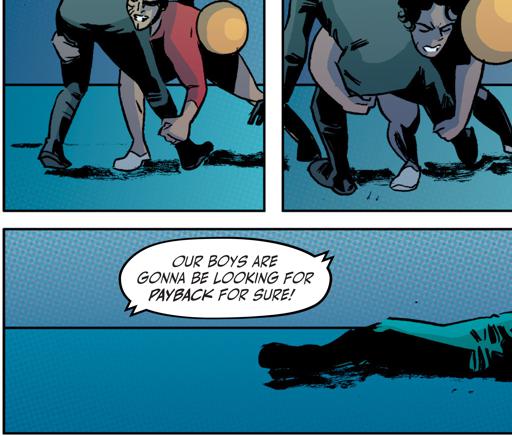 OUR BOYS ARE
GONNA BE LOOKING FOR
PAYBACK FOR SURE!